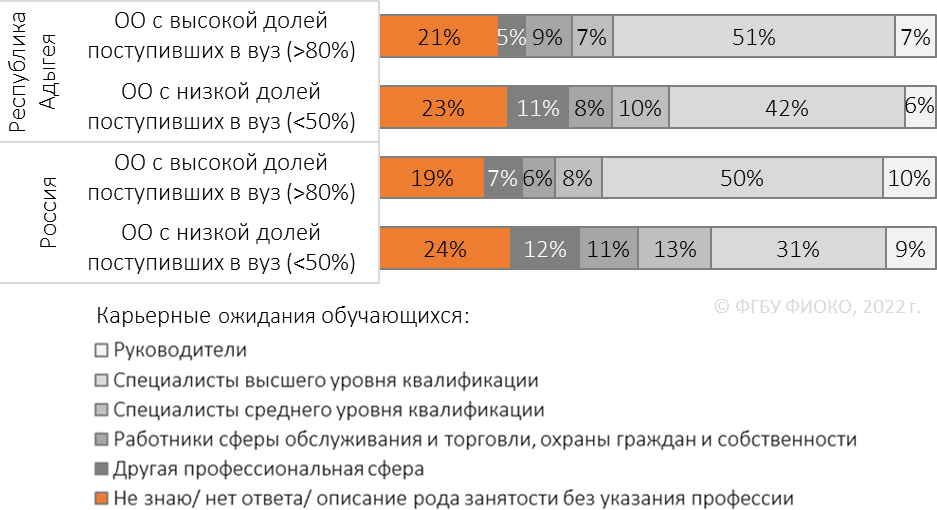 Республика
Адыгея
ОО с высокой долей
поступивших в вуз (>80%)
21% 5% 9% 7% 51% 7%
ОО с низкой долей
поступивших в вуз (<50%)
23% 11% 8% 10% 42% 6%
Россия
ОО с высокой долей
поступивших в вуз (>80%)
19% 7% 6% 8% 50% 10%
ОО с низкой долей
поступивших в вуз (<50%)
24% 12% 11% 13% 31% 9%
© ФГБУ ФИОКО, 2022 г.
Карьерные ожидания обучающихся:
Руководители
Специалисты высшего уровня квалификации
Специалисты среднего уровня квалификации
Работники сферы обслуживания и торговли, охраны граждан и собственности
Другая профессиональная сфера
Не знаю/ нет ответа/ описание рода занятости без указания профессии